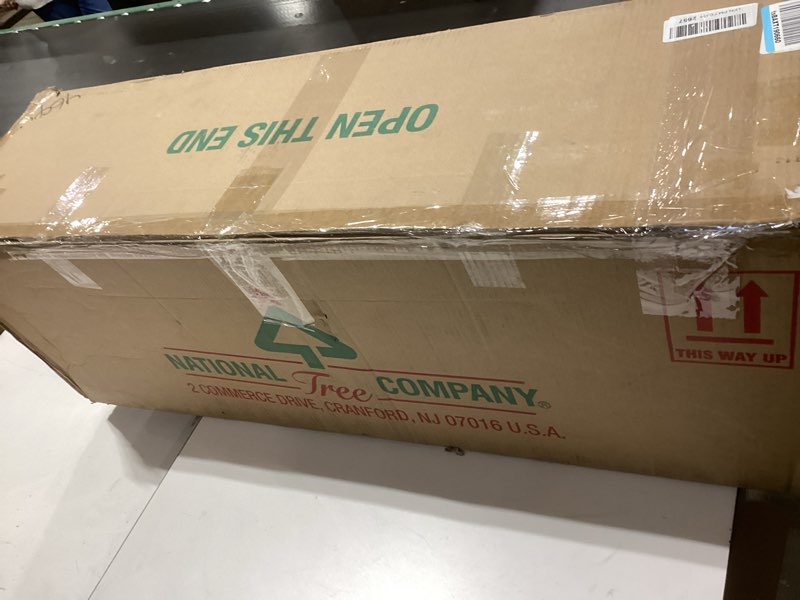 OPEN THIS END
NATIONAL Tree COMPANY®
2 COMMERCE DRIVE, CRANFORD, NJ 07016 U.S.A.
THIS WAY UP